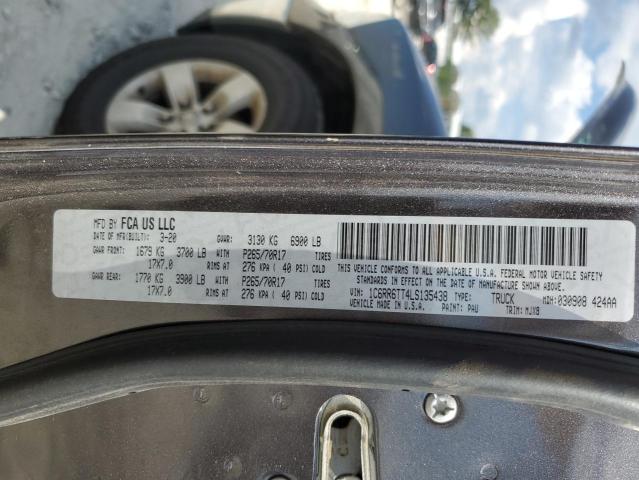 MFD BY FCA US LLC
DATE OF MFR(BUILT): 3-20 GVWR: 3130 KG 6900 LB
GAWR FRONT: 1679 KG 3700 LB WITH P265/70R17 TIRES
17X7.0 RIMS AT 276 KPA ( 40 PSI) COLD
GAWR REAR: 1770 KG 3900 LB WITH P265/70R17 TIRES
17X7.0 RIMS AT 276 KPA ( 40 PSI) COLD
THIS VEHICLE CONFORMS TO ALL APPLICABLE U.S.A. FEDERAL MOTOR VEHICLE SAFETY
STANDARDS IN EFFECT ON THE DATE OF MANUFACTURE SHOWN ABOVE.
VIN: 1C6RR6TT4LS135438 TYPE: TRUCK MDH:030908 424AA
VEHICLE MADE IN U.S.A. PAINT: PAU TRIM: MJX8